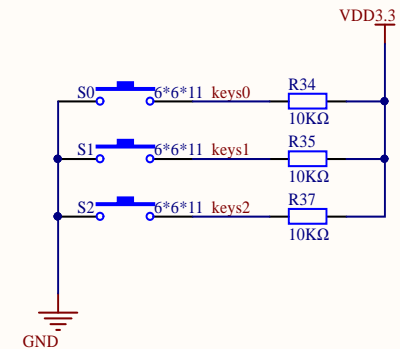 VDD3.3
S0 6*6*11 keys0 R34
10KΩ
S1 6*6*11 keys1 R35
10KΩ
S2 6*6*11 keys2 R37
10KΩ
GND